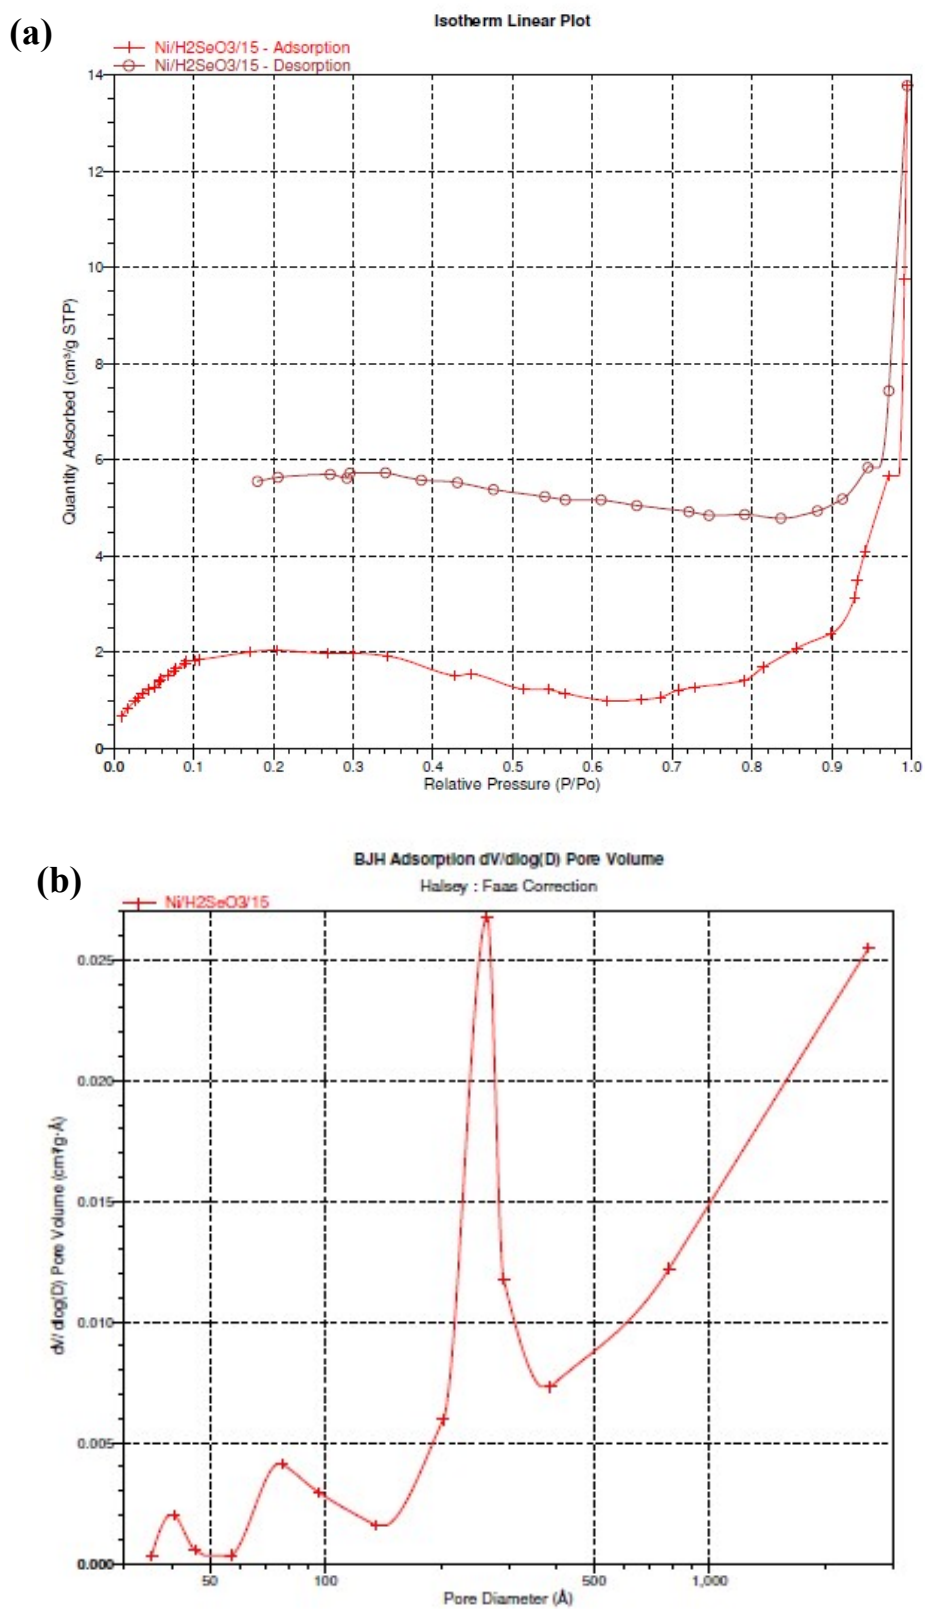 (a)
Isotherm Linear Plot
Ni/H2SeO3/15 - Adsorption
Ni/H2SeO3/15 - Desorption
14
12
10
8
6
4
2
0
Quantity Adsorbed (cm³/g STP)
0.0 0.1 0.2 0.3 0.4 0.5 0.6 0.7 0.8 0.9 1.0
Relative Pressure (P/Po)
(b)
BJH Adsorption dV/dlog(D) Pore Volume
Halsey : Faas Correction
Ni/H2SeO3/15
0.025
0.020
0.015
0.010
0.005
0.000
dV/dlog(D) Pore Volume (cm³/g·Å)
50 100 500 1,000
Pore Diameter (Å)